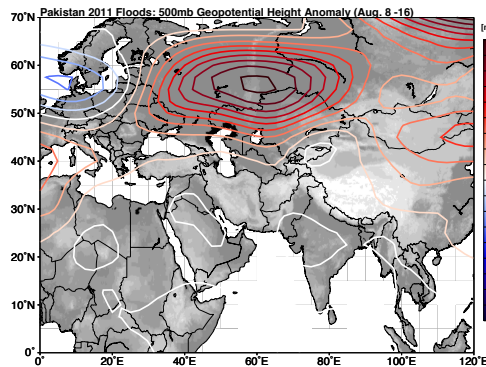 Pakistan 2011 Floods: 500mb Geopotential Height Anomaly (Aug. 8 -16)
70°N
60°N
50°N
40°N
30°N
20°N
10°N
0°
0°
20°E
40°E
60°E
80°E
100°E
120°E